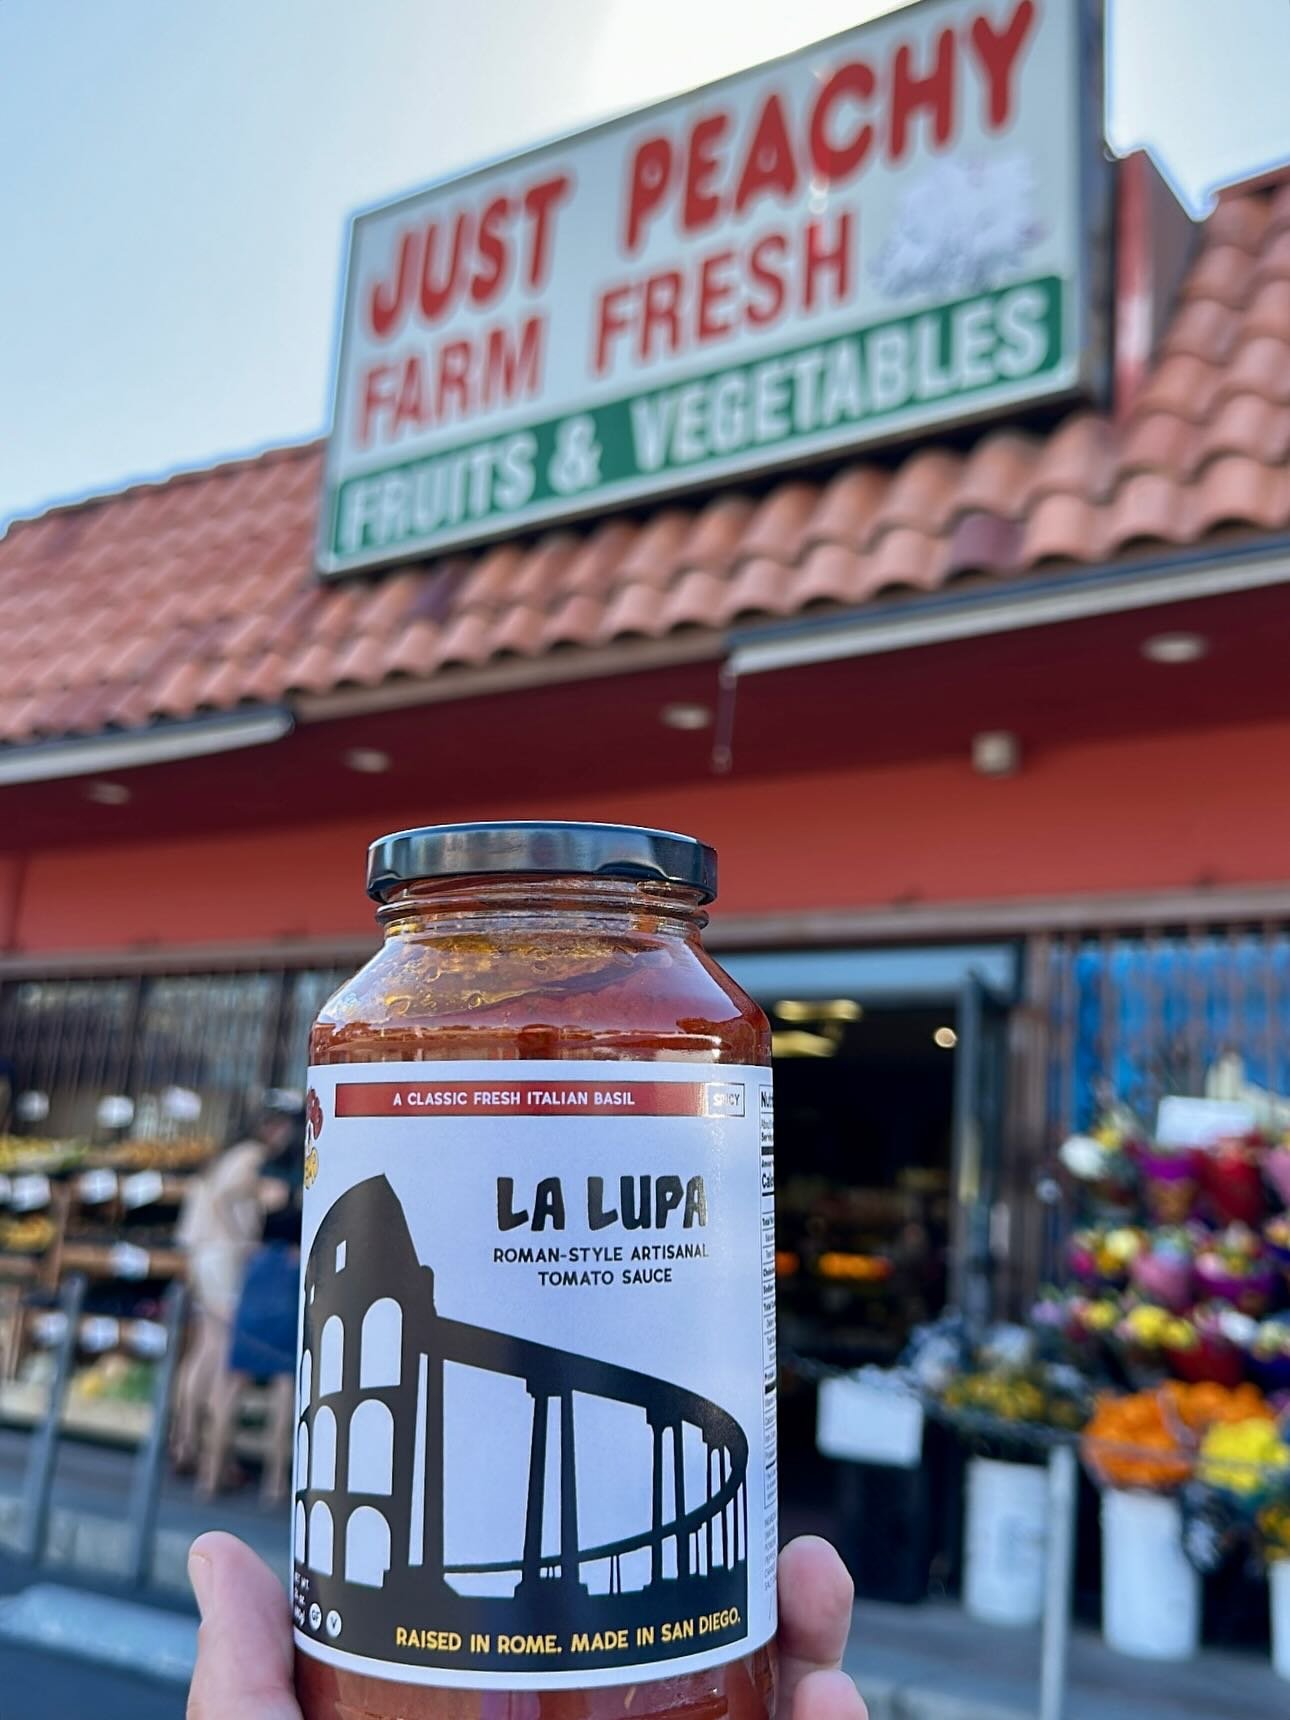 JUST PEACHY
FARM FRESH
FRUITS & VEGETABLES
A CLASSIC FRESH ITALIAN BASIL
SPICY
LA LUPA
ROMAN-STYLE ARTISANAL
TOMATO SAUCE
GF V
RAISED IN ROME. MADE IN SAN DIEGO.